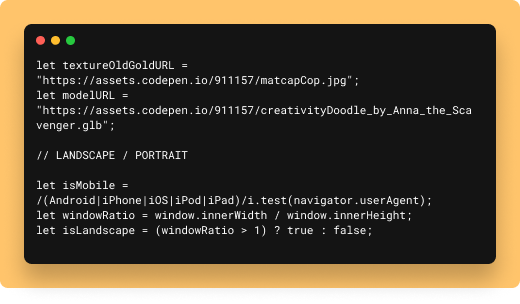 let textureOldGoldURL =
"https://assets.codepen.io/911157/matcapCop.jpg";
let modelURL =
"https://assets.codepen.io/911157/creativityDoodle_by_Anna_the_Sca
venger.glb";
// LANDSCAPE / PORTRAIT
let isMobile =
/(Android|iPhone|iOS|iPod|iPad)/i.test(navigator.userAgent);
let windowRatio = window.innerWidth / window.innerHeight;
let isLandscape = (windowRatio > 1) ? true : false;